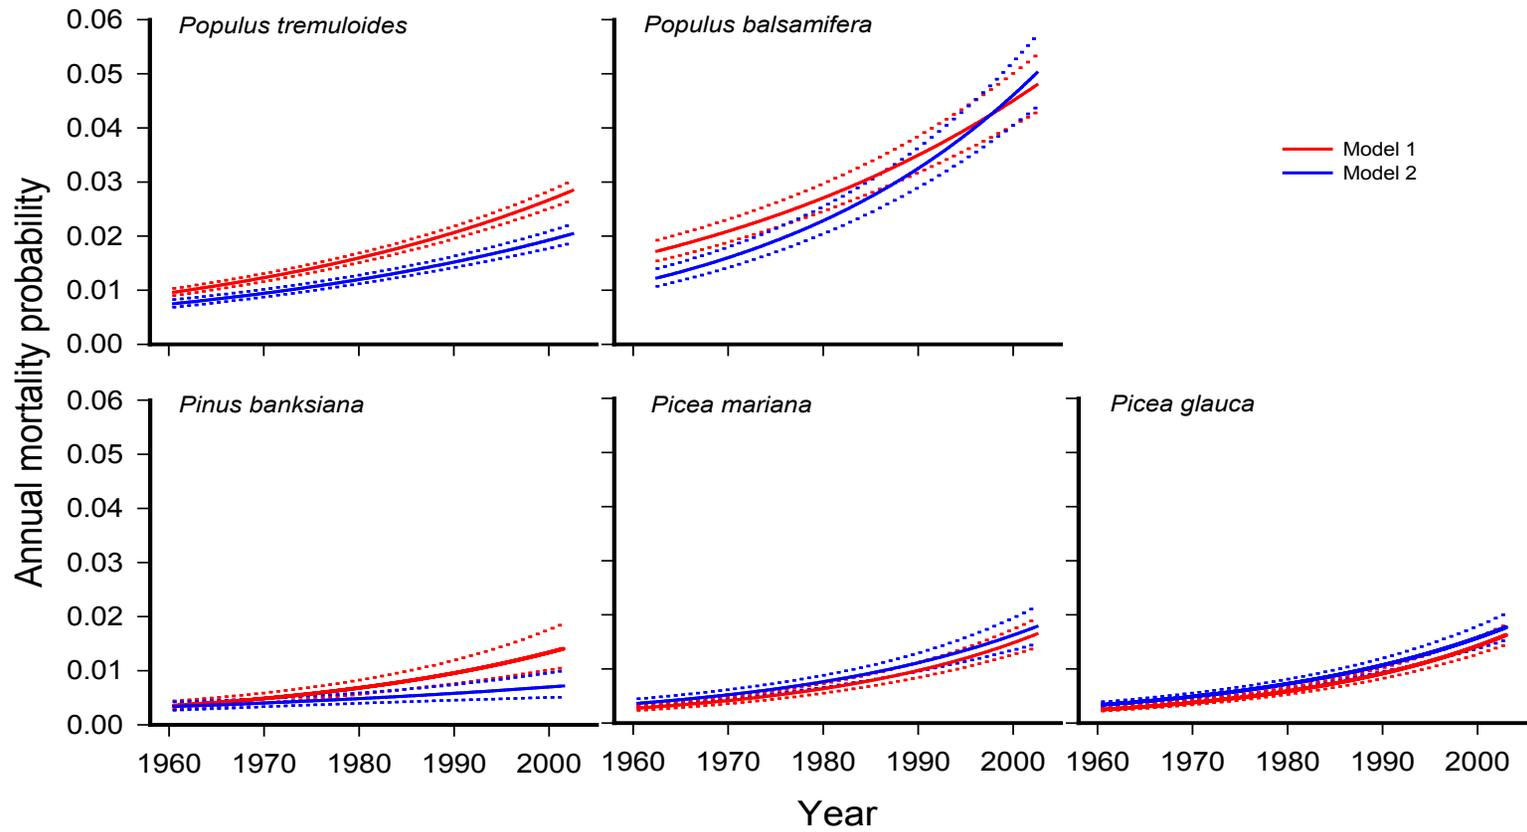 Populus tremuloides
Populus balsamifera
0.06
0.05
0.04
0.03
0.02
0.01
0.00
Model 1
Model 2
Annual mortality probability
Pinus banksiana
Picea mariana
Picea glauca
0.06
0.05
0.04
0.03
0.02
0.01
0.00
1960 1970 1980 1990 2000
1960 1970 1980 1990 2000
1960 1970 1980 1990 2000
Year